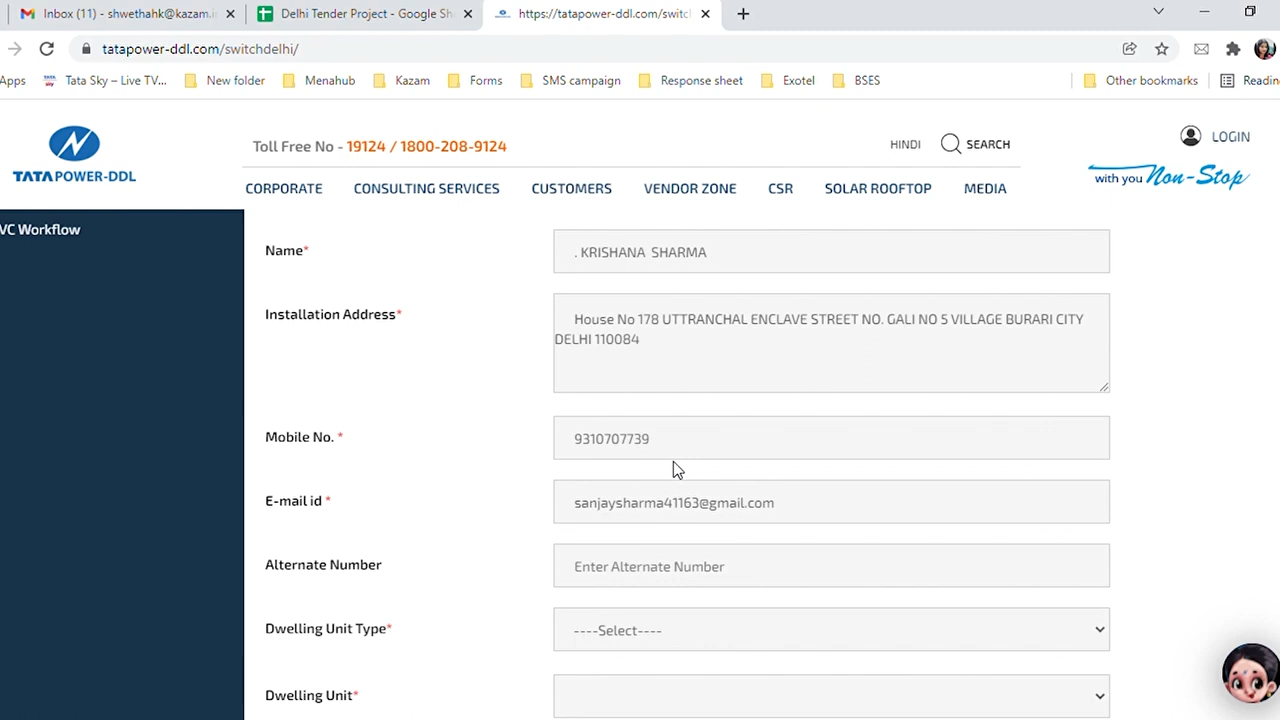 Inbox (11) - shwethahk@kazam.in
Delhi Tender Project - Google Sh
https://tatapower-ddl.com/switch
tatapower-ddl.com/switchdelhi/
Apps
Tata Sky – Live TV...
New folder
Menahub
Kazam
Forms
SMS campaign
Response sheet
Exotel
BSES
Other bookmarks
Readin
TATA POWER-DDL
Toll Free No - 19124 / 1800-208-9124
HINDI
SEARCH
LOGIN
with you Non-Stop
CORPORATE
CONSULTING SERVICES
CUSTOMERS
VENDOR ZONE
CSR
SOLAR ROOFTOP
MEDIA
VC Workflow
Name*
. KRISHANA SHARMA
Installation Address*
House No 178 UTTRANCHAL ENCLAVE STREET NO. GALI NO 5 VILLAGE BURARI CITY
DELHI 110084
Mobile No. *
9310707739
E-mail id *
sanjaysharma41163@gmail.com
Alternate Number
Enter Alternate Number
Dwelling Unit Type*
----Select----
Dwelling Unit*